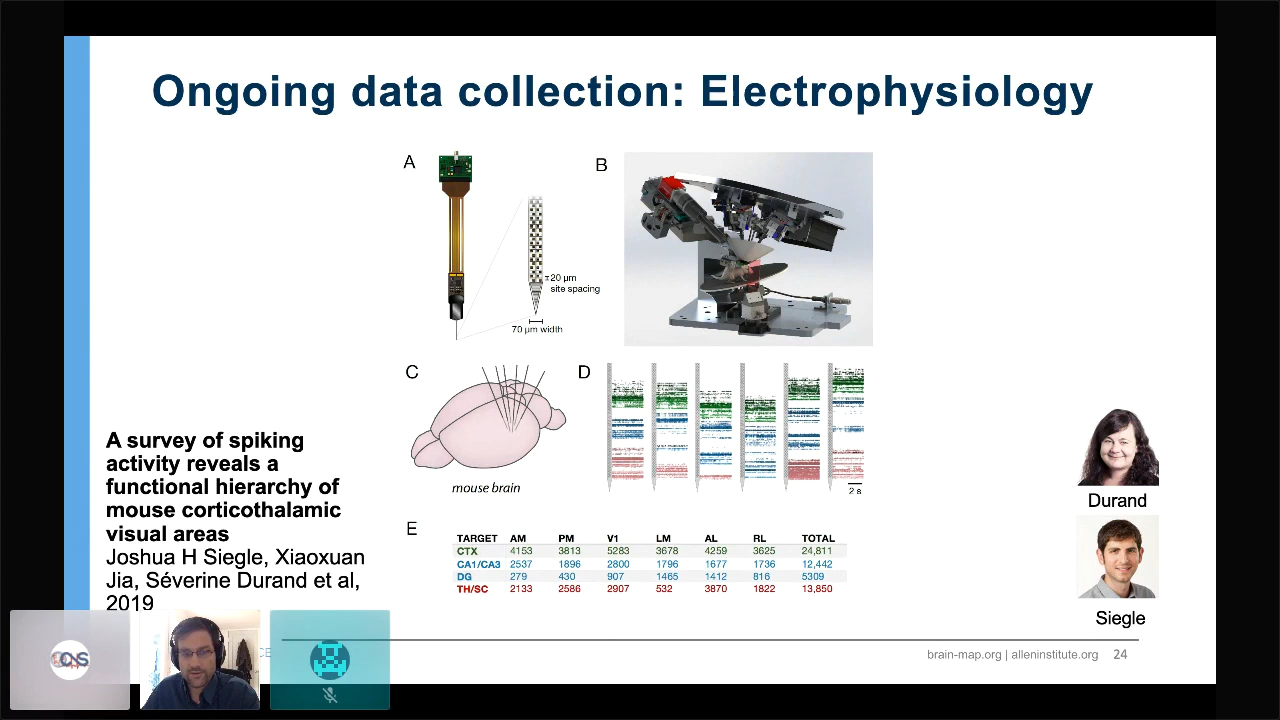 Ongoing data collection: Electrophysiology
A
B
20 µm
site spacing
70 µm width
C
D
mouse brain
2 s
A survey of spiking
activity reveals a
functional hierarchy of
mouse corticothalamic
visual areas
Joshua H Siegle, Xiaoxuan
Jia, Séverine Durand et al,
2019
E
TARGET AM PM V1 LM AL RL TOTAL
CTX 4153 3813 5283 3678 4259 3625 24,811
CA1/CA3 2537 1896 2800 1796 1677 1736 12,442
DG 279 430 907 1465 1412 816 5309
TH/SC 2133 2586 2907 532 3870 1822 13,850
Durand
Siegle
brain-map.org | alleninstitute.org 24